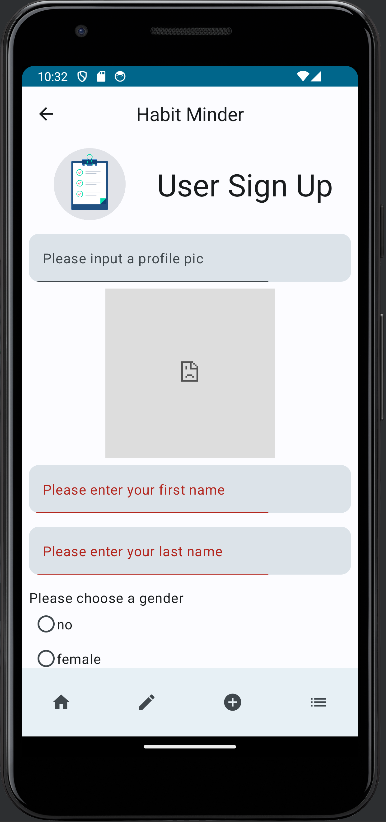 10:32
Habit Minder
User Sign Up
Please input a profile pic
Please enter your first name
Please enter your last name
Please choose a gender
no
female